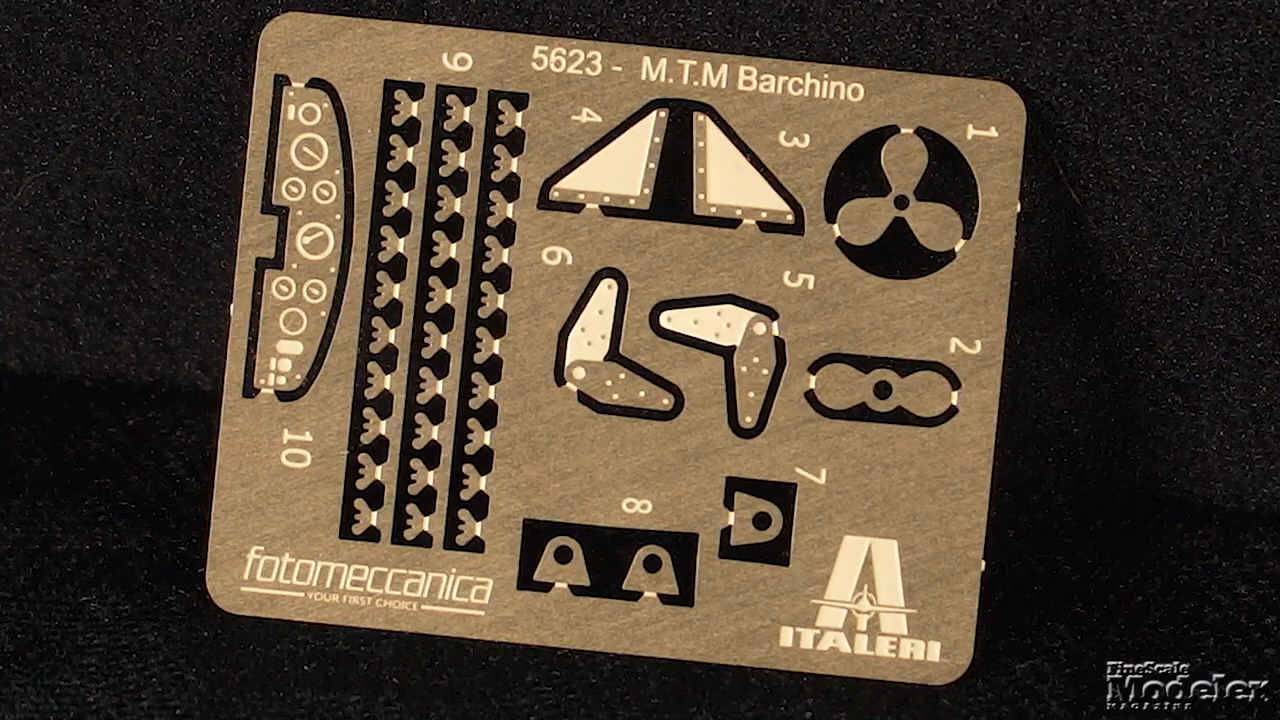 5623 - M.T.M Barchino
9
4
3
1
6
5
2
10
7
8
fotomeccanica
YOUR FIRST CHOICE
ITALERI
FineScale
Modeler
MAGAZINE